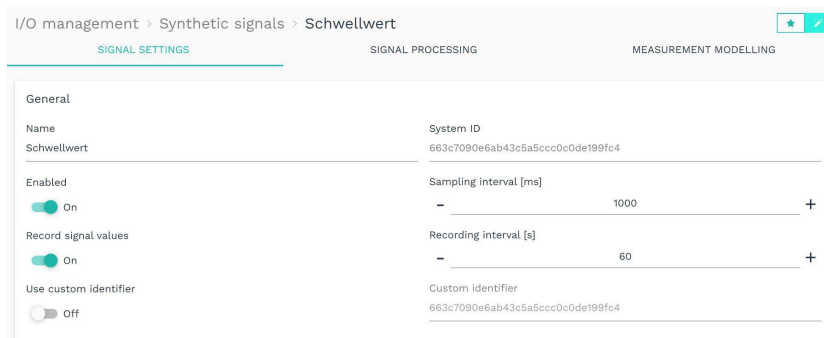 I/O management > Synthetic signals > Schwellwert
SIGNAL SETTINGS
SIGNAL PROCESSING
MEASUREMENT MODELLING
General
Name
Schwellwert
System ID
663c7090e6ab43c5a5ccc0c0de199fc4
Enabled
On
Sampling interval [ms]
- 1000 +
Record signal values
On
Recording interval [s]
- 60 +
Use custom identifier
Off
Custom identifier
663c7090e6ab43c5a5ccc0c0de199fc4